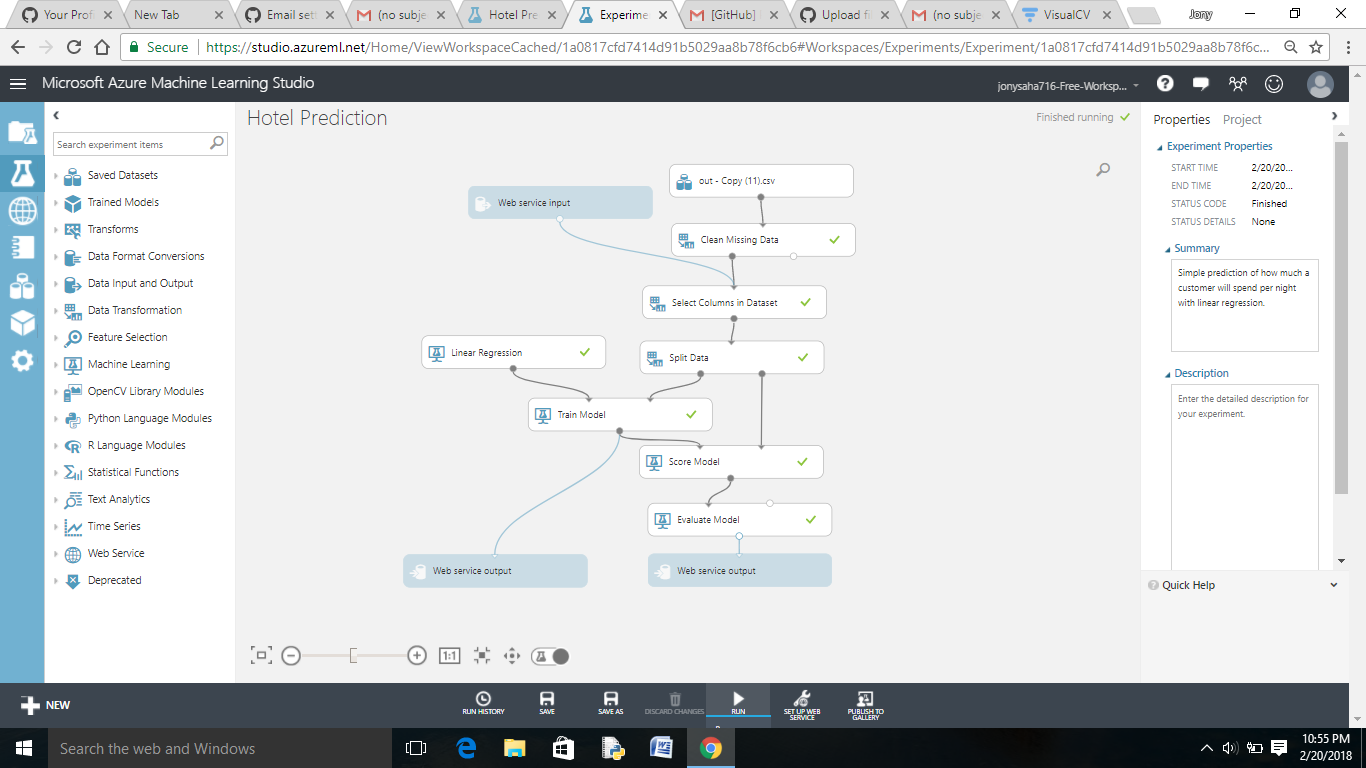 Your Profi
New Tab
Email sett
(no subje
Hotel Pre
Experime
[GitHub]
Upload fil
(no subje
VisualCV
Jony
Secure
https://studio.azureml.net/Home/ViewWorkspaceCached/1a0817cfd7414d91b5029aa8b78f6cb6#Workspaces/Experiments/Experiment/1a0817cfd7414d91b5029aa8b78f6c...
Microsoft Azure Machine Learning Studio
jonysaha716-Free-Worksp...
Search experiment items
Saved Datasets
Trained Models
Transforms
Data Format Conversions
Data Input and Output
Data Transformation
Feature Selection
Machine Learning
OpenCV Library Modules
Python Language Modules
R Language Modules
Statistical Functions
Text Analytics
Time Series
Web Service
Deprecated
Hotel Prediction
Finished running
out - Copy (11).csv
Web service input
Clean Missing Data
Select Columns in Dataset
Linear Regression
Split Data
Train Model
Score Model
Evaluate Model
Web service output
Web service output
1:1
Properties
Project
Experiment Properties
START TIME 2/20/20...
END TIME 2/20/20...
STATUS CODE Finished
STATUS DETAILS None
Summary
Simple prediction of how much a
customer will spend per night
with linear regression.
Description
Enter the detailed description for
your experiment.
Quick Help
NEW
RUN HISTORY
SAVE
SAVE AS
DISCARD CHANGES
RUN
SET UP WEB
SERVICE
PUBLISH TO
GALLERY
Search the web and Windows
10:55 PM
2/20/2018